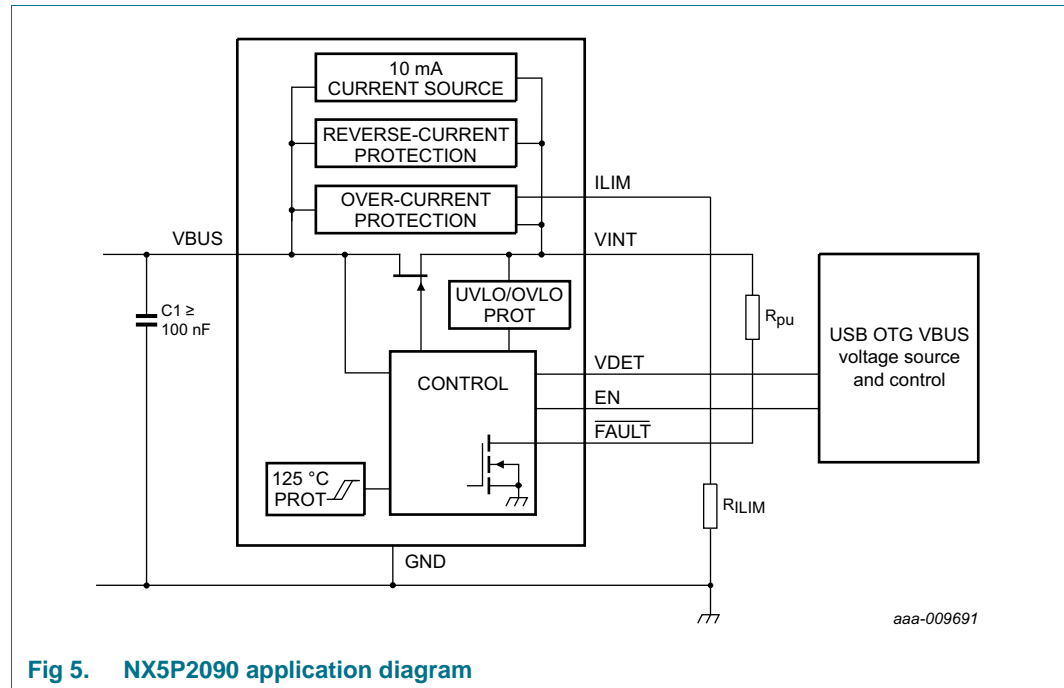 10 mA
CURRENT SOURCE
REVERSE-CURRENT
PROTECTION
OVER-CURRENT
PROTECTION
ILIM
VBUS
VINT
C1 ≥
100 nF
UVLO/OVLO
PROT
Rpu
USB OTG VBUS
voltage source
and control
CONTROL
VDET
EN
FAULT
125 °C
PROT
RILIM
GND
aaa-009691
Fig 5. NX5P2090 application diagram